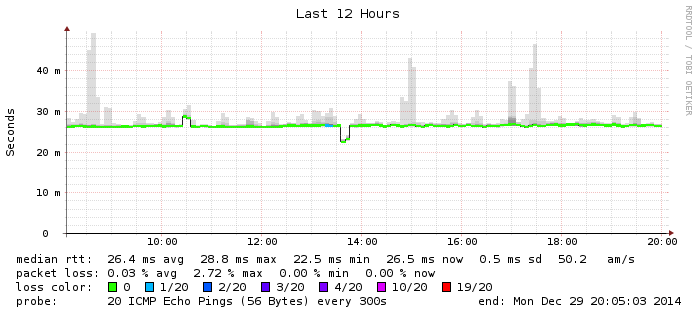 Last 12 Hours
RRDTOOL / TOBI OETIKER
Seconds
40 m
30 m
20 m
10 m
0
10:00 12:00 14:00 16:00 18:00 20:00
median rtt: 26.4 ms avg 28.8 ms max 22.5 ms min 26.5 ms now 0.5 ms sd 50.2 am/s
packet loss: 0.03 % avg 2.72 % max 0.00 % min 0.00 % now
loss color: 0 1/20 2/20 3/20 4/20 10/20 19/20
probe: 20 ICMP Echo Pings (56 Bytes) every 300s end: Mon Dec 29 20:05:03 2014